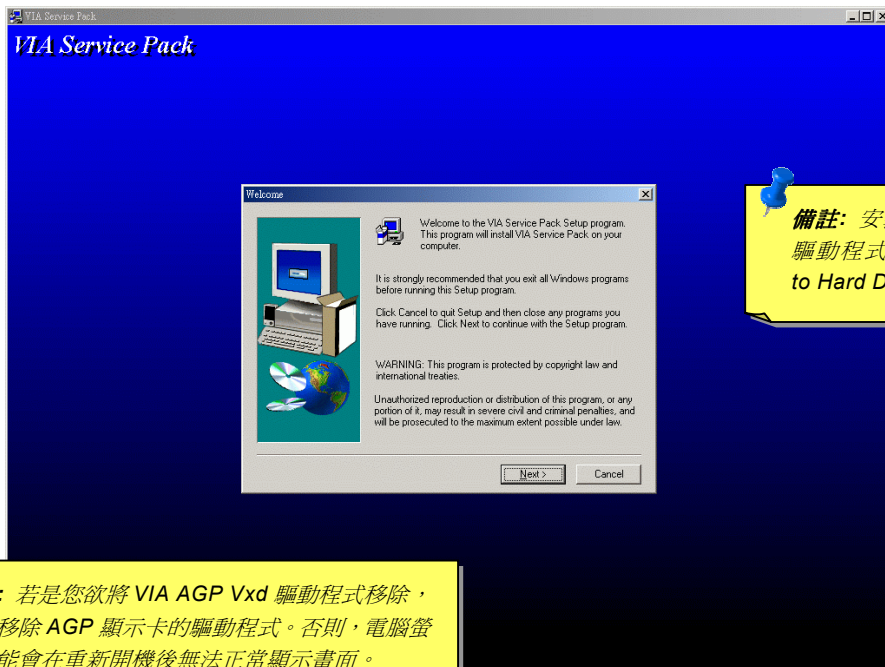 VIA Service Pack
VIA Service Pack
Welcome
Welcome to the VIA Service Pack Setup program.
This program will install VIA Service Pack on your
computer.
It is strongly recommended that you exit all Windows programs
before running this Setup program.
Click Cancel to quit Setup and then close any programs you
have running. Click Next to continue with the Setup program.
WARNING: This program is protected by copyright law and
international treaties.
Unauthorized reproduction or distribution of this program, or any
portion of it, may result in severe civil and criminal penalties, and
will be prosecuted to the maximum extent possible under law.
Next >
Cancel
備註: 安
驅動程式
to Hard D
: 若是您欲將 VIA AGP Vxd 驅動程式移除，
移除 AGP 顯示卡的驅動程式。否則，電腦螢
能會在重新開機後無法正常顯示畫面。